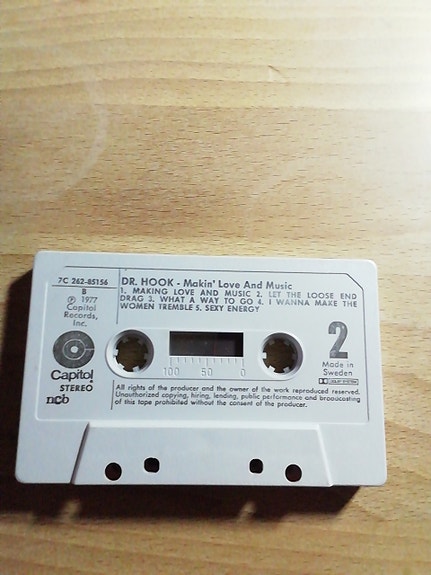 7C 262-85156
B
Ⓟ 1977
Capitol
Records,
Inc.
Capitol
STEREO
ncb
DR. HOOK - Makin' Love And Music
1. MAKING LOVE AND MUSIC 2. LET THE LOOSE END
DRAG 3. WHAT A WAY TO GO 4. I WANNA MAKE THE
WOMEN TREMBLE 5. SEXY ENERGY
100 50 0
2
Made in
Sweden
DOLBY SYSTEM
All rights of the producer and the owner of the work reproduced reserved.
Unauthorized copying, hiring, lending, public performance and broadcasting
of this tape prohibited without the consent of the producer.